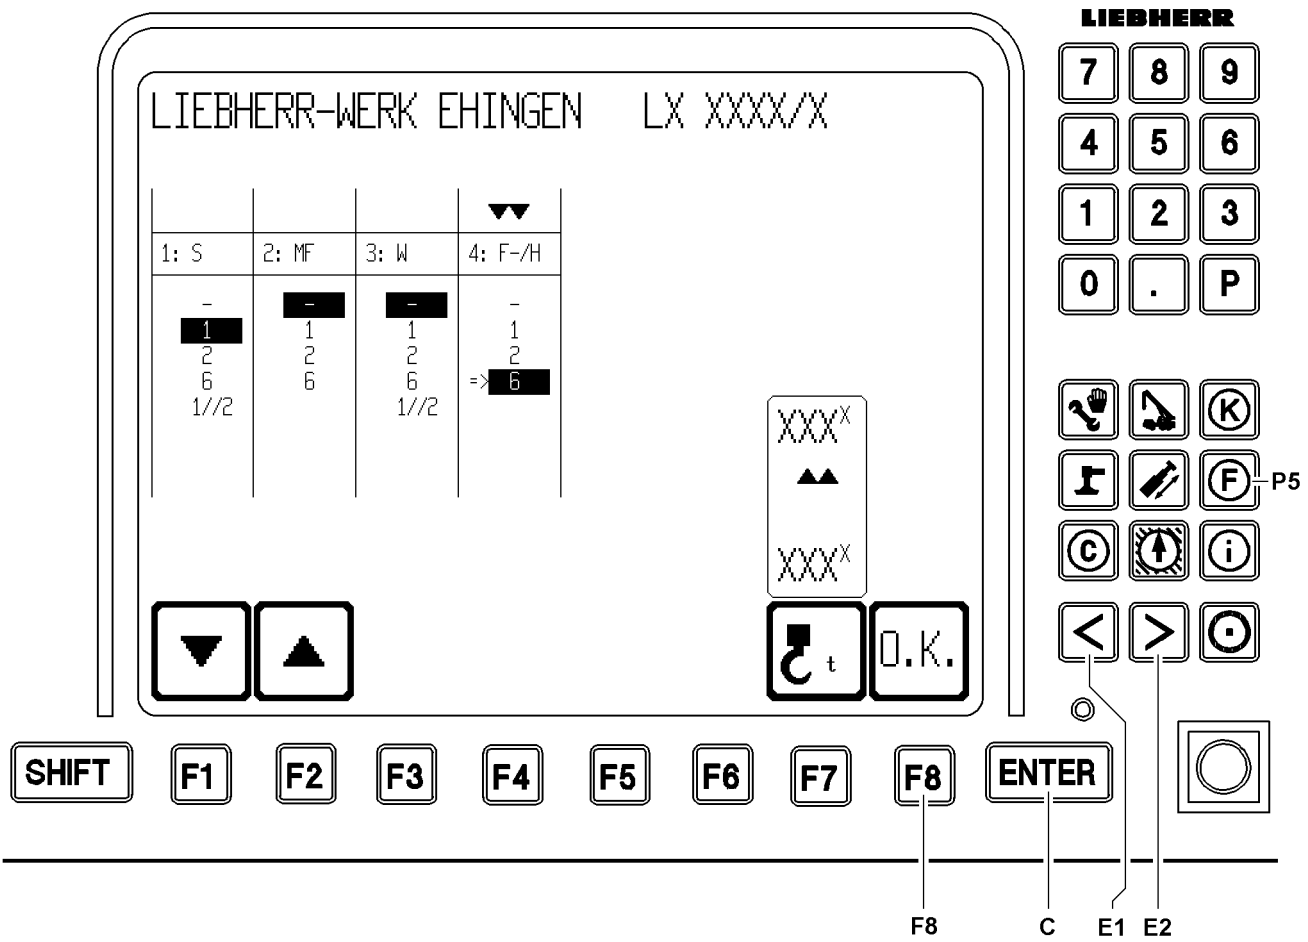 LIEBHERR
LIEBHERR-WERK EHINGEN LX XXXX/X
1: S 2: MF 3: W 4: F-/H
- - - -
1 1 1 1
2 2 2 2
6 6 6 => 6
1//2 1//2
XXXˣ
XXXˣ
t
O.K.
7 8 9
4 5 6
1 2 3
0 . P
K
F P5
C i
< >
SHIFT F1 F2 F3 F4 F5 F6 F7 F8 ENTER
F8 C E1 E2